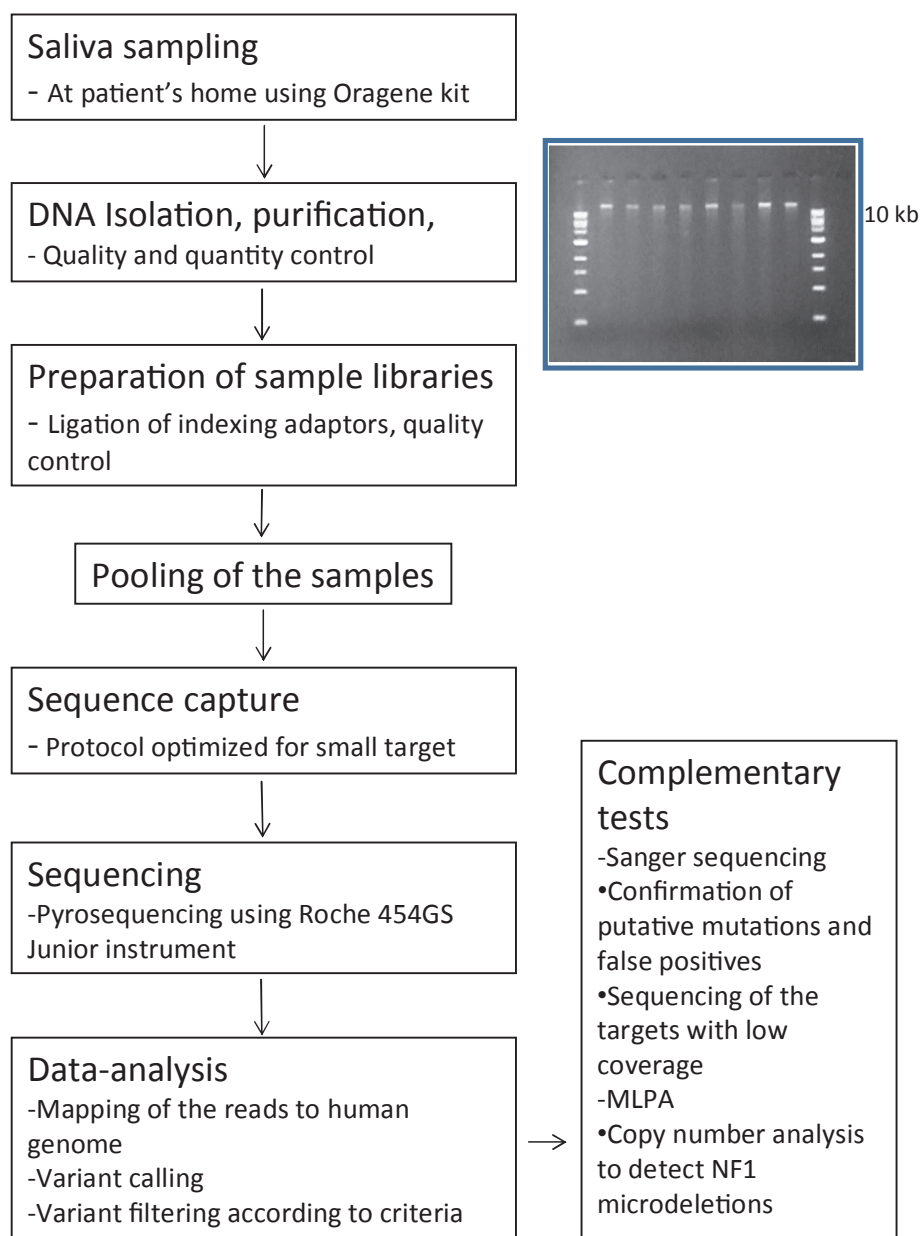 Saliva sampling
- At patient's home using Oragene kit
DNA Isolation, purification,
- Quality and quantity control
10 kb
Preparation of sample libraries
- Ligation of indexing adaptors, quality
control
Pooling of the samples
Sequence capture
- Protocol optimized for small target
Sequencing
-Pyrosequencing using Roche 454GS
Junior instrument
Data-analysis
-Mapping of the reads to human
genome
-Variant calling
-Variant filtering according to criteria
Complementary
tests
-Sanger sequencing
•Confirmation of
putative mutations and
false positives
•Sequencing of the
targets with low
coverage
-MLPA
•Copy number analysis
to detect NF1
microdeletions